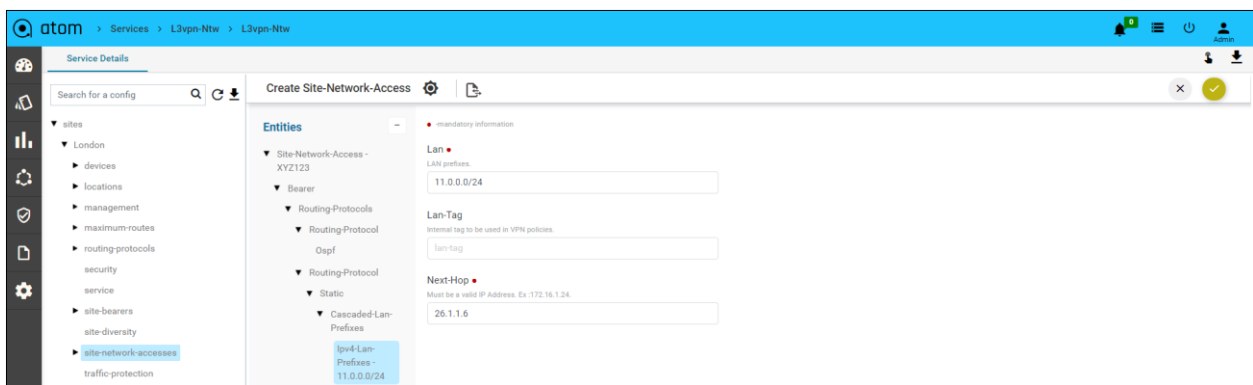 atom > Services > L3vpn-Ntw > L3vpn-Ntw
0
Admin
Service Details
Search for a config
sites
London
devices
locations
management
maximum-routes
routing-protocols
security
service
site-bearers
site-diversity
site-network-accesses
traffic-protection
Create Site-Network-Access
Entities
-
Site-Network-Access -
XYZ123
Bearer
Routing-Protocols
Routing-Protocol
Ospf
Routing-Protocol
Static
Cascaded-Lan-
Prefixes
Ipv4-Lan-
Prefixes -
11.0.0.0/24
-mandatory information
Lan
LAN prefixes.
11.0.0.0/24
Lan-Tag
Internal tag to be used in VPN policies.
lan-tag
Next-Hop
Must be a valid IP Address. Ex :172.16.1.24.
26.1.1.6